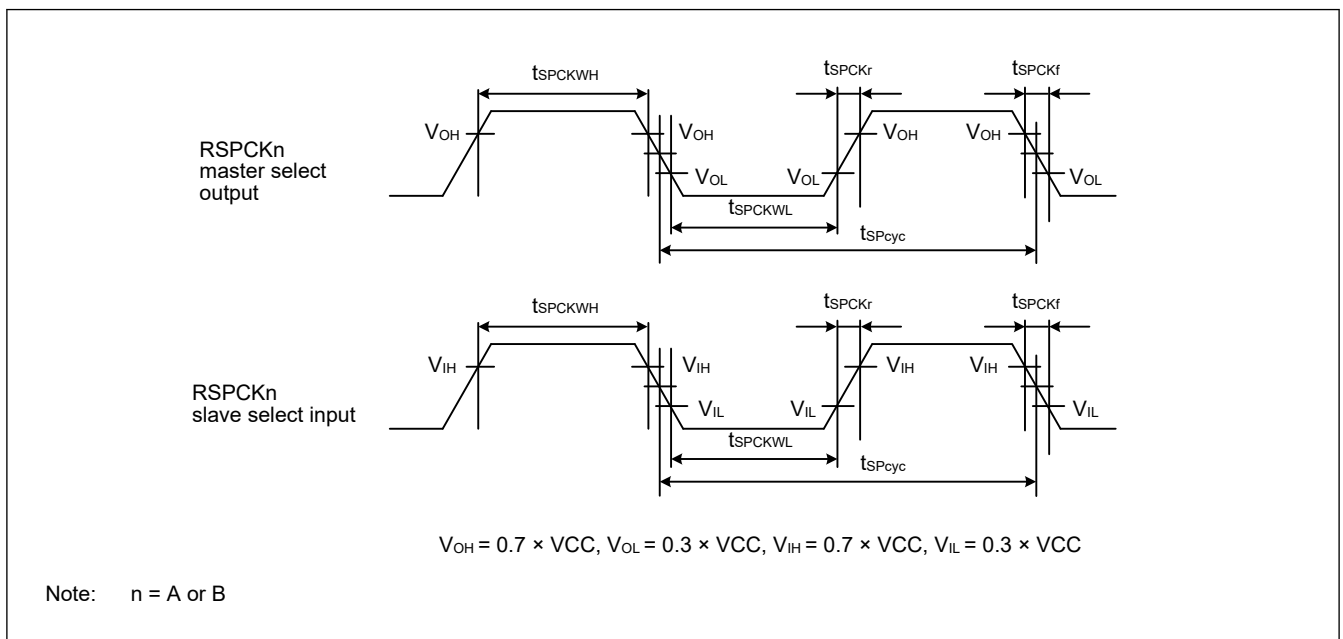 tSPCKWH tSPCKr tSPCKf
VOH VOH VOH VOH
RSPCKn
master select
output
VOL VOL VOL
tSPCKWL
tSPcyc
tSPCKWH tSPCKr tSPCKf
VIH VIH VIH VIH
RSPCKn
slave select input
VIL VIL VIL
tSPCKWL
tSPcyc
VOH = 0.7 × VCC, VOL = 0.3 × VCC, VIH = 0.7 × VCC, VIL = 0.3 × VCC
Note: n = A or B